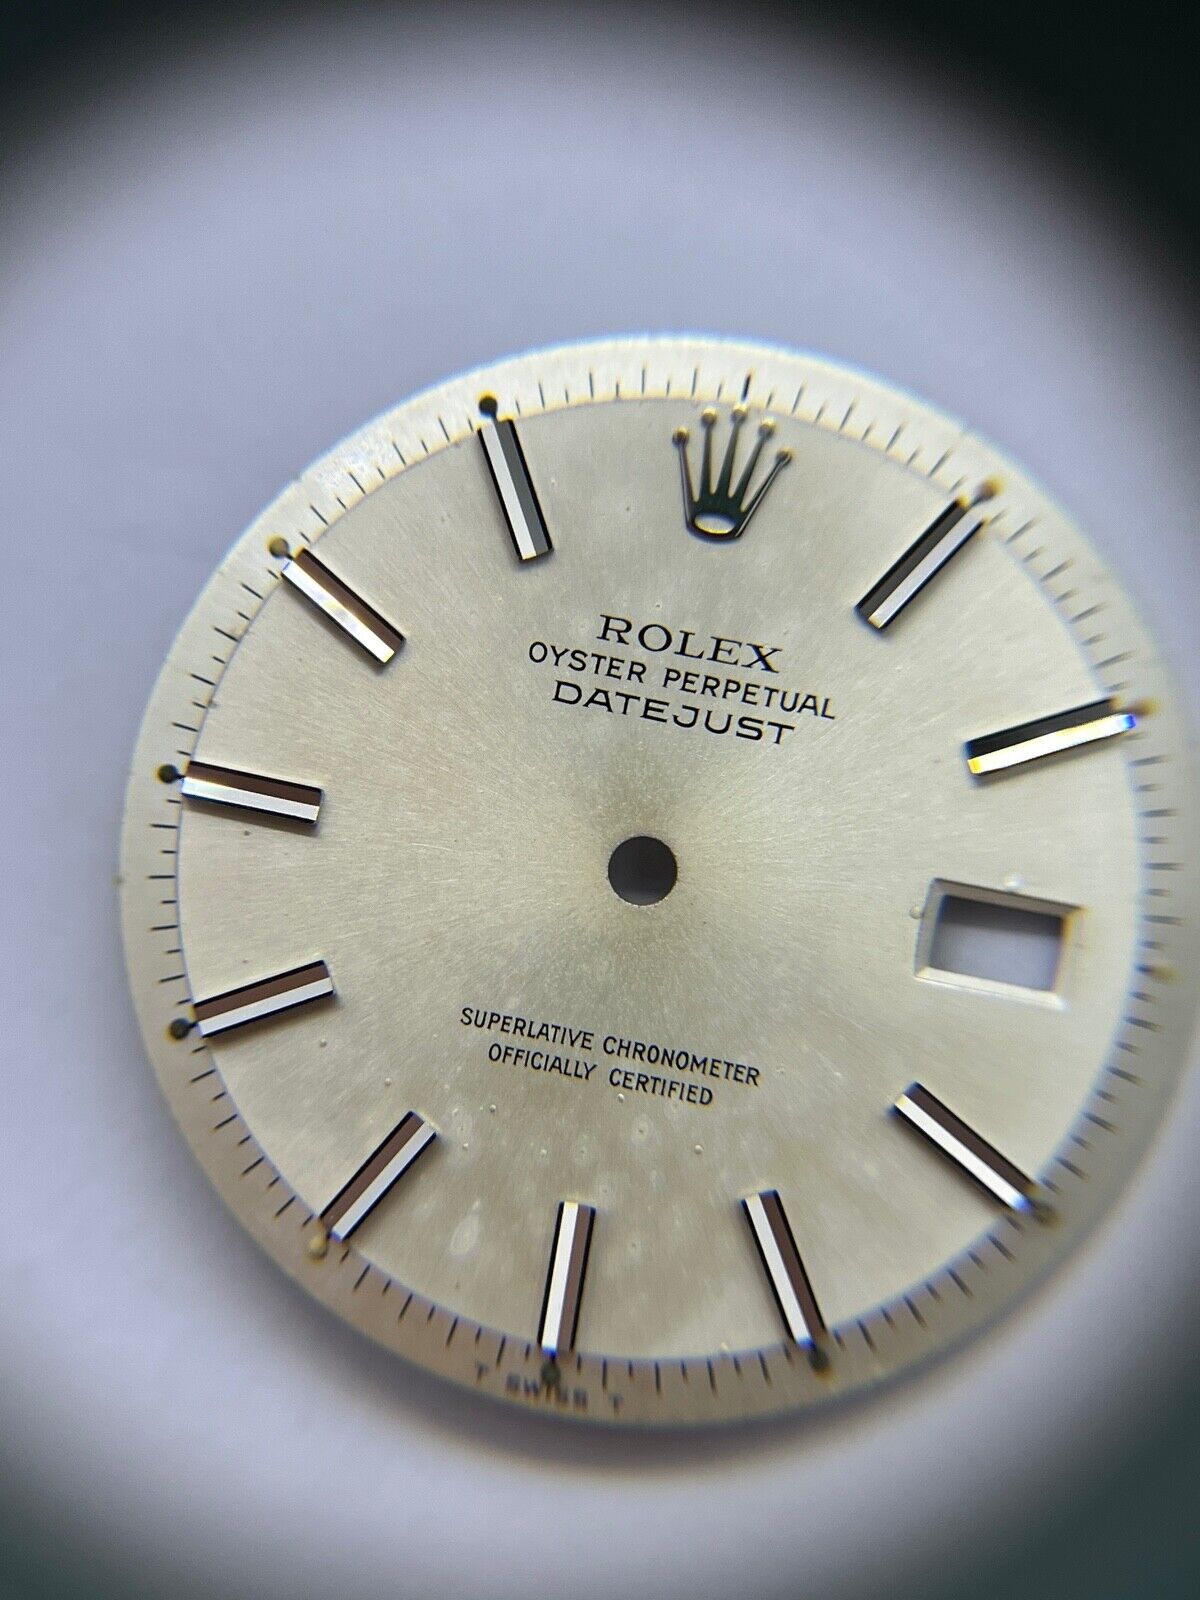 ROLEX
OYSTER PERPETUAL
DATEJUST
SUPERLATIVE CHRONOMETER
OFFICIALLY CERTIFIED
T SWISS T